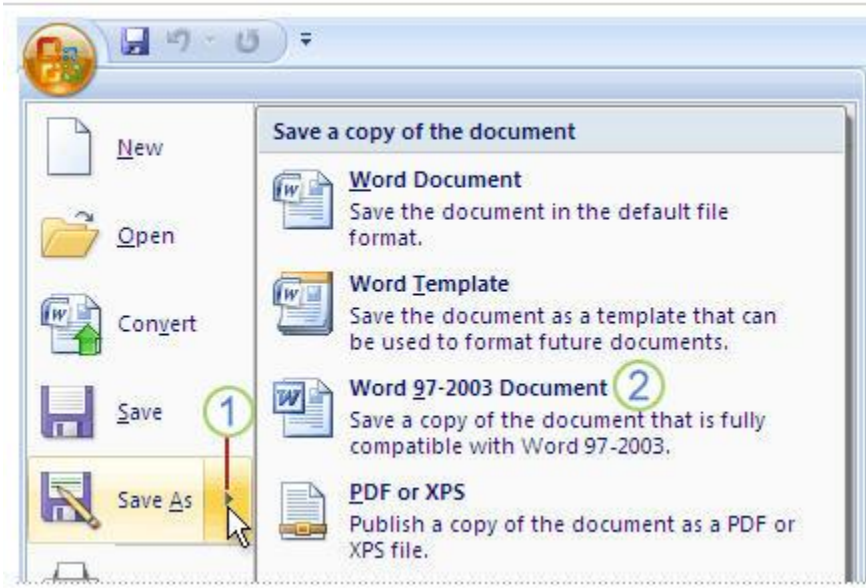 New
Open
Convert
Save
1
Save As
Save a copy of the document
Word Document
Save the document in the default file
format.
Word Template
Save the document as a template that can
be used to format future documents.
Word 97-2003 Document 2
Save a copy of the document that is fully
compatible with Word 97-2003.
PDF or XPS
Publish a copy of the document as a PDF or
XPS file.